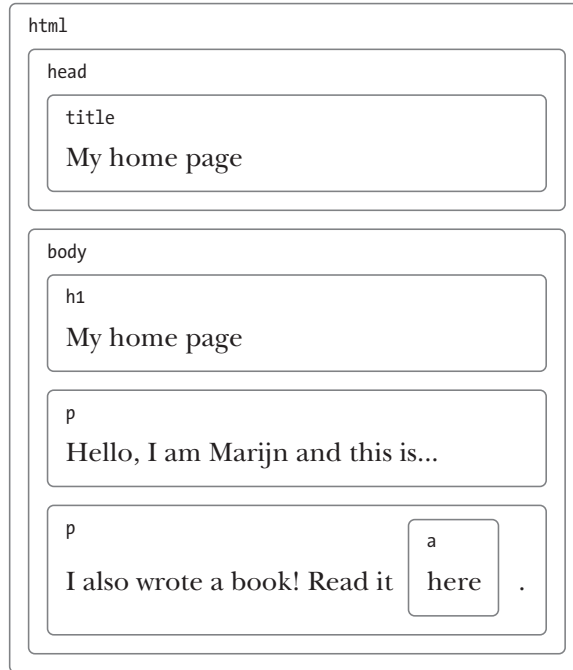 html
head
title
My home page
body
h1
My home page
p
Hello, I am Marijn and this is...
p
a
I also wrote a book! Read it here .